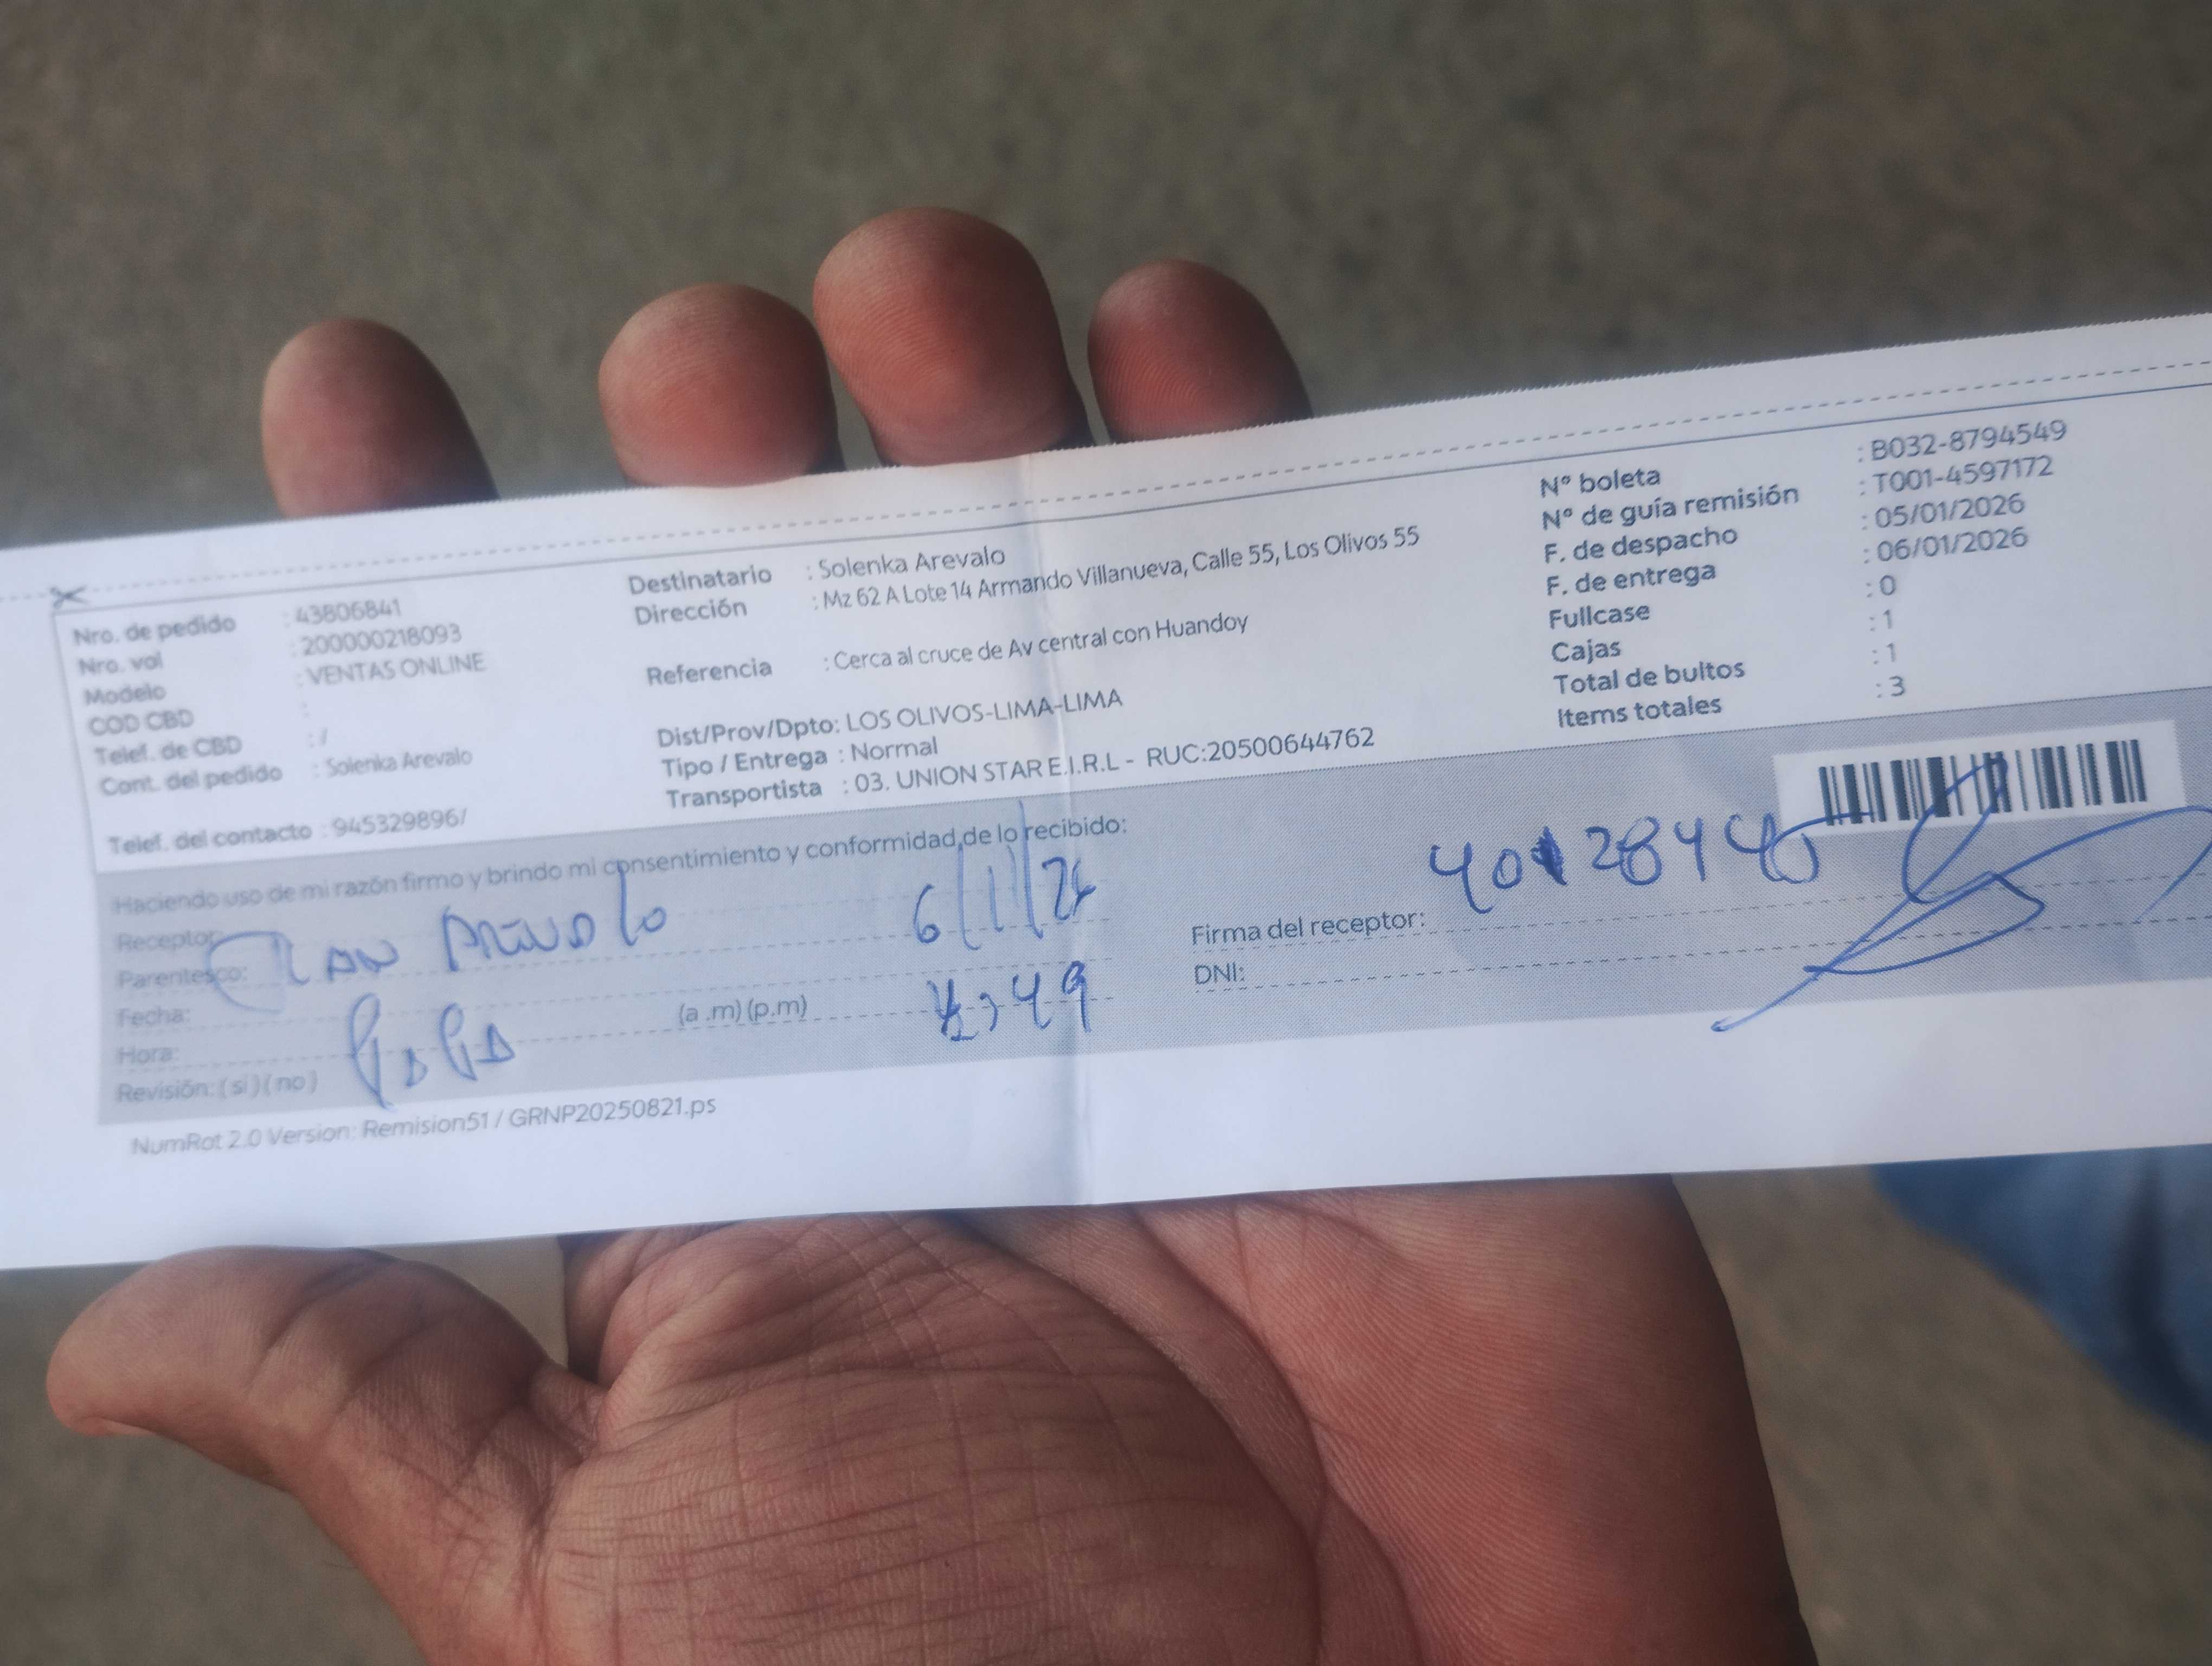 Nro. de pedido : 43806841
Nro. vol : 200000218093
Modelo : VENTAS ONLINE
COD CBD :
Telef. de CBD : /
Cont. del pedido : Solenka Arevalo
Telef. del contacto : 945329896/
Destinatario : Solenka Arevalo
Dirección : Mz 62 A Lote 14 Armando Villanueva, Calle 55, Los Olivos 55
Referencia : Cerca al cruce de Av central con Huandoy
Dist/Prov/Dpto: LOS OLIVOS-LIMA-LIMA
Tipo / Entrega : Normal
Transportista : 03. UNION STAR E.I.R.L - RUC:20500644762
N° boleta : B032-8794549
N° de guía remisión : T001-4597172
F. de despacho : 05/01/2026
F. de entrega : 06/01/2026
Fullcase : 0
Cajas : 1
Total de bultos : 1
Items totales : 3
Haciendo uso de mi razón firmo y brindo mi consentimiento y conformidad de lo recibido:
Receptor:
Parentesco:
Fecha: 6/1/26
Hora: (a .m) (p.m)
Revisión: ( si ) ( no )
Firma del receptor:
DNI:
NumRot 2.0 Version: Remision51 / GRNP20250821.ps